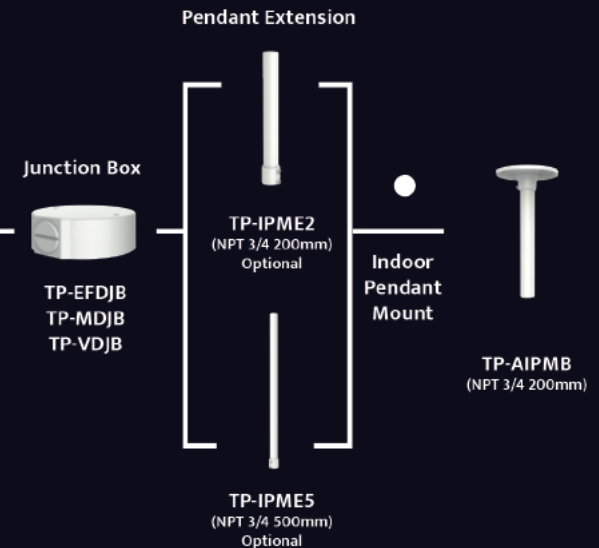 Pendant Extension
Junction Box
TP-EFDJB
TP-MDJB
TP-VDJB
TP-IPME2
(NPT 3/4 200mm)
Optional
TP-IPME5
(NPT 3/4 500mm)
Optional
Indoor
Pendant
Mount
TP-AIPMB
(NPT 3/4 200mm)